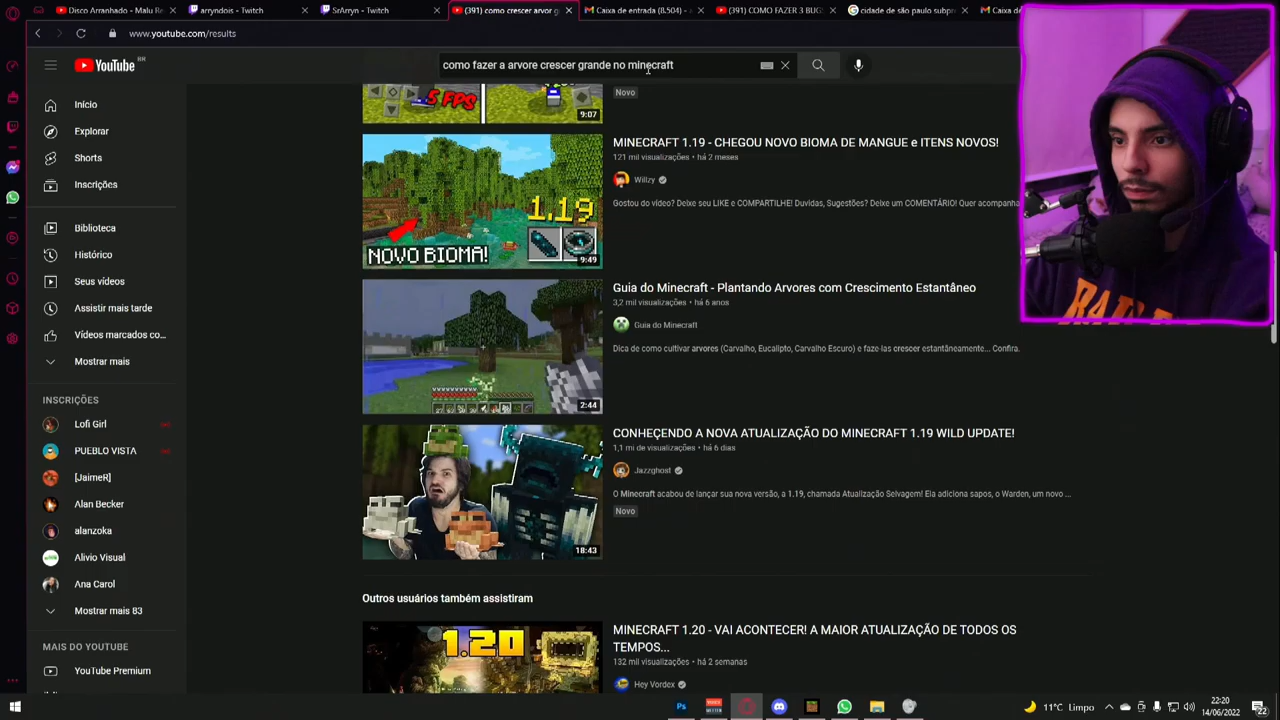 Disco Arranhado - Malu Re
arryndois - Twitch
SrArryn - Twitch
(391) como crescer arvor g
Caixa de entrada (8.504) - a
(391) COMO FAZER 3 BUG
cidade de são paulo subpr
Caixa de
www.youtube.com/results
YouTube BR
como fazer a arvore crescer grande no minecraft
Início
Explorar
Shorts
Inscrições
Biblioteca
Histórico
Seus vídeos
Assistir mais tarde
Vídeos marcados co...
Mostrar mais
INSCRIÇÕES
Lofi Girl
PUEBLO VISTA
[JaimeR]
Alan Becker
alanzoka
Alivio Visual
Ana Carol
Mostrar mais 83
MAIS DO YOUTUBE
YouTube Premium
5 FPS
9:07
Novo
1.19
NOVO BIOMA!
9:49
MINECRAFT 1.19 - CHEGOU NOVO BIOMA DE MANGUE e ITENS NOVOS!
121 mil visualizações • há 2 meses
Willzy
Gostou do vídeo? Deixe seu LIKE e COMPARTILHE! Duvidas, Sugestões? Deixe um COMENTÁRIO! Quer acompanha
2:44
Guia do Minecraft - Plantando Arvores com Crescimento Estantâneo
3,2 mil visualizações • há 6 anos
Guia do Minecraft
Dica de como cultivar arvores (Carvalho, Eucalipto, Carvalho Escuro) e faze-las crescer estantâneamente... Confira.
18:43
CONHEÇENDO A NOVA ATUALIZAÇÃO DO MINECRAFT 1.19 WILD UPDATE!
1,1 mi de visualizações • há 6 dias
Jazzghost
O Minecraft acabou de lançar sua nova versão, a 1.19, chamada Atualização Selvagem! Ela adiciona sapos, o Warden, um novo ...
Novo
Outros usuários também assistiram
1.20
MINECRAFT 1.20 - VAI ACONTECER! A MAIOR ATUALIZAÇÃO DE TODOS OS
TEMPO...
132 mil visualizações • há 2 semanas
Hey Vordex
Ps
11°C Limpo
22:20
14/06/2022
22